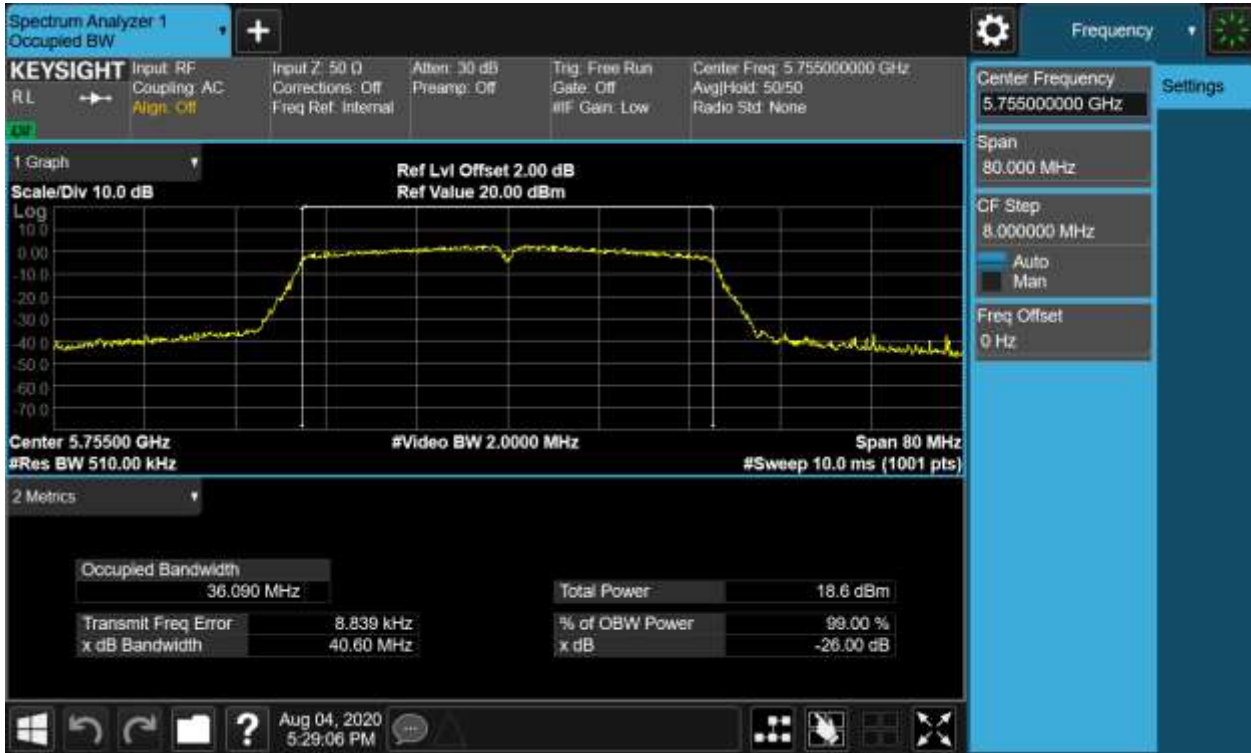 Spectrum Analyzer 1
Occupied BW
+
Frequency
KEYSIGHT
RL
Input: RF
Coupling: AC
Align: Off
Input Z: 50 Ω
Corrections: Off
Freq Ref: Internal
Atten: 30 dB
Preamp: Off
Trig: Free Run
Gate: Off
#IF Gain: Low
Center Freq: 5.755000000 GHz
Avg|Hold: 50/50
Radio Std: None
Center Frequency
5.755000000 GHz
Settings
Span
80.000 MHz
CF Step
8.000000 MHz
Auto
Man
Freq Offset
0 Hz
1 Graph
Scale/Div 10.0 dB
Ref Lvl Offset 2.00 dB
Ref Value 20.00 dBm
Log
10.0
0.00
-10.0
-20.0
-30.0
-40.0
-50.0
-60.0
-70.0
Center 5.75500 GHz
#Video BW 2.0000 MHz
Span 80 MHz
#Res BW 510.00 kHz
#Sweep 10.0 ms (1001 pts)
2 Metrics
Occupied Bandwidth
36.090 MHz
Total Power 18.6 dBm
Transmit Freq Error 8.839 kHz
% of OBW Power 99.00 %
x dB Bandwidth 40.60 MHz
x dB -26.00 dB
?
Aug 04, 2020
5:29:06 PM